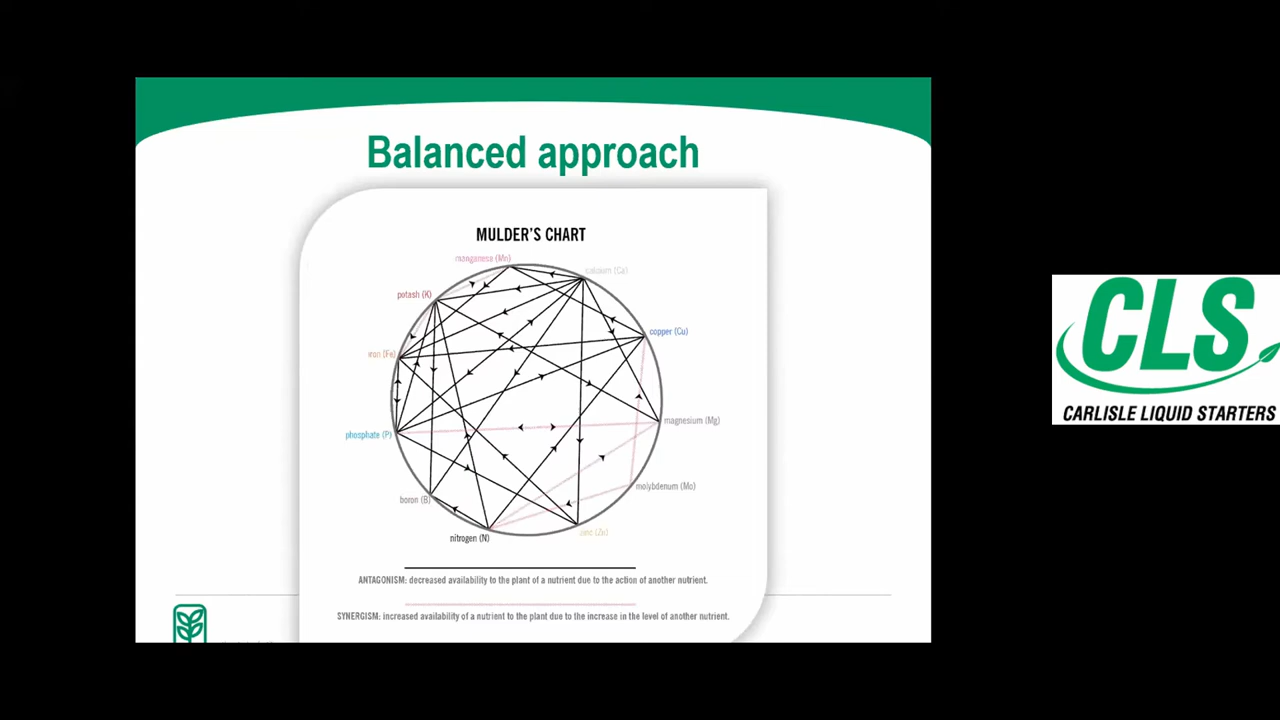 Balanced approach
MULDER'S CHART
manganese (Mn)
calcium (Ca)
potash (K)
copper (Cu)
iron (Fe)
magnesium (Mg)
phosphate (P)
molybdenum (Mo)
boron (B)
zinc (Zn)
nitrogen (N)
ANTAGONISM: decreased availability to the plant of a nutrient due to the action of another nutrient.
SYNERGISM: increased availability of a nutrient to the plant due to the increase in the level of another nutrient.
CLS
CARLISLE LIQUID STARTERS